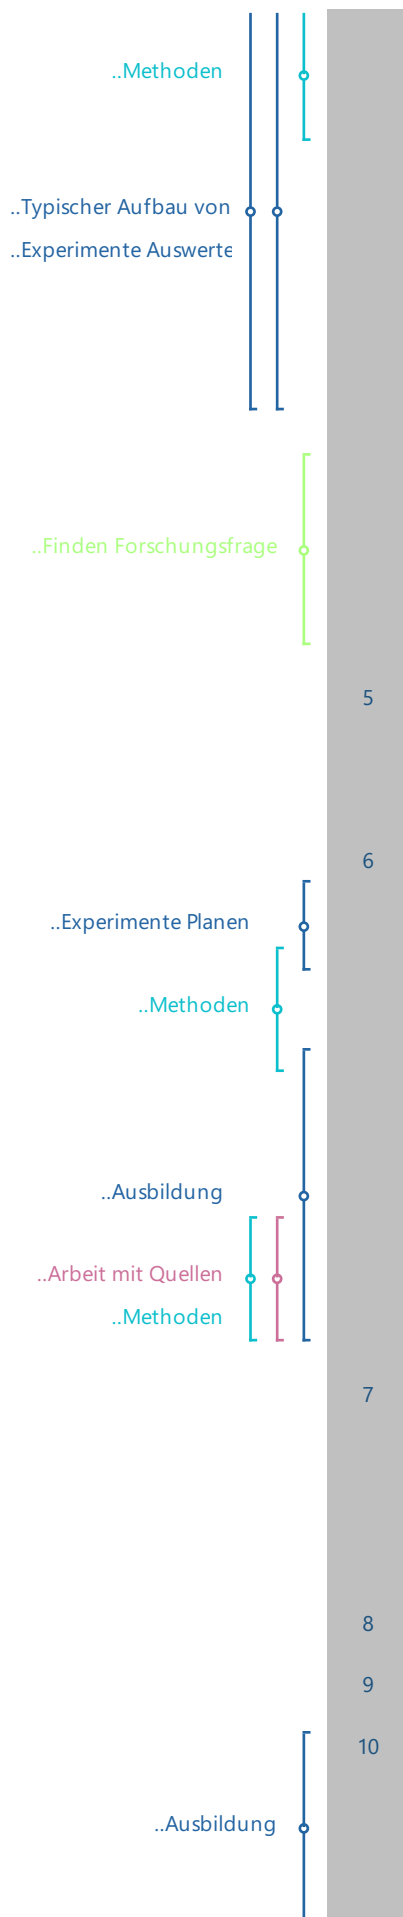 ..Methoden
..Typischer Aufbau von
..Experimente Auswerte
..Finden Forschungsfrage
5
6
..Experimente Planen
..Methoden
..Ausbildung
..Arbeit mit Quellen
..Methoden
7
8
9
10
..Ausbildung